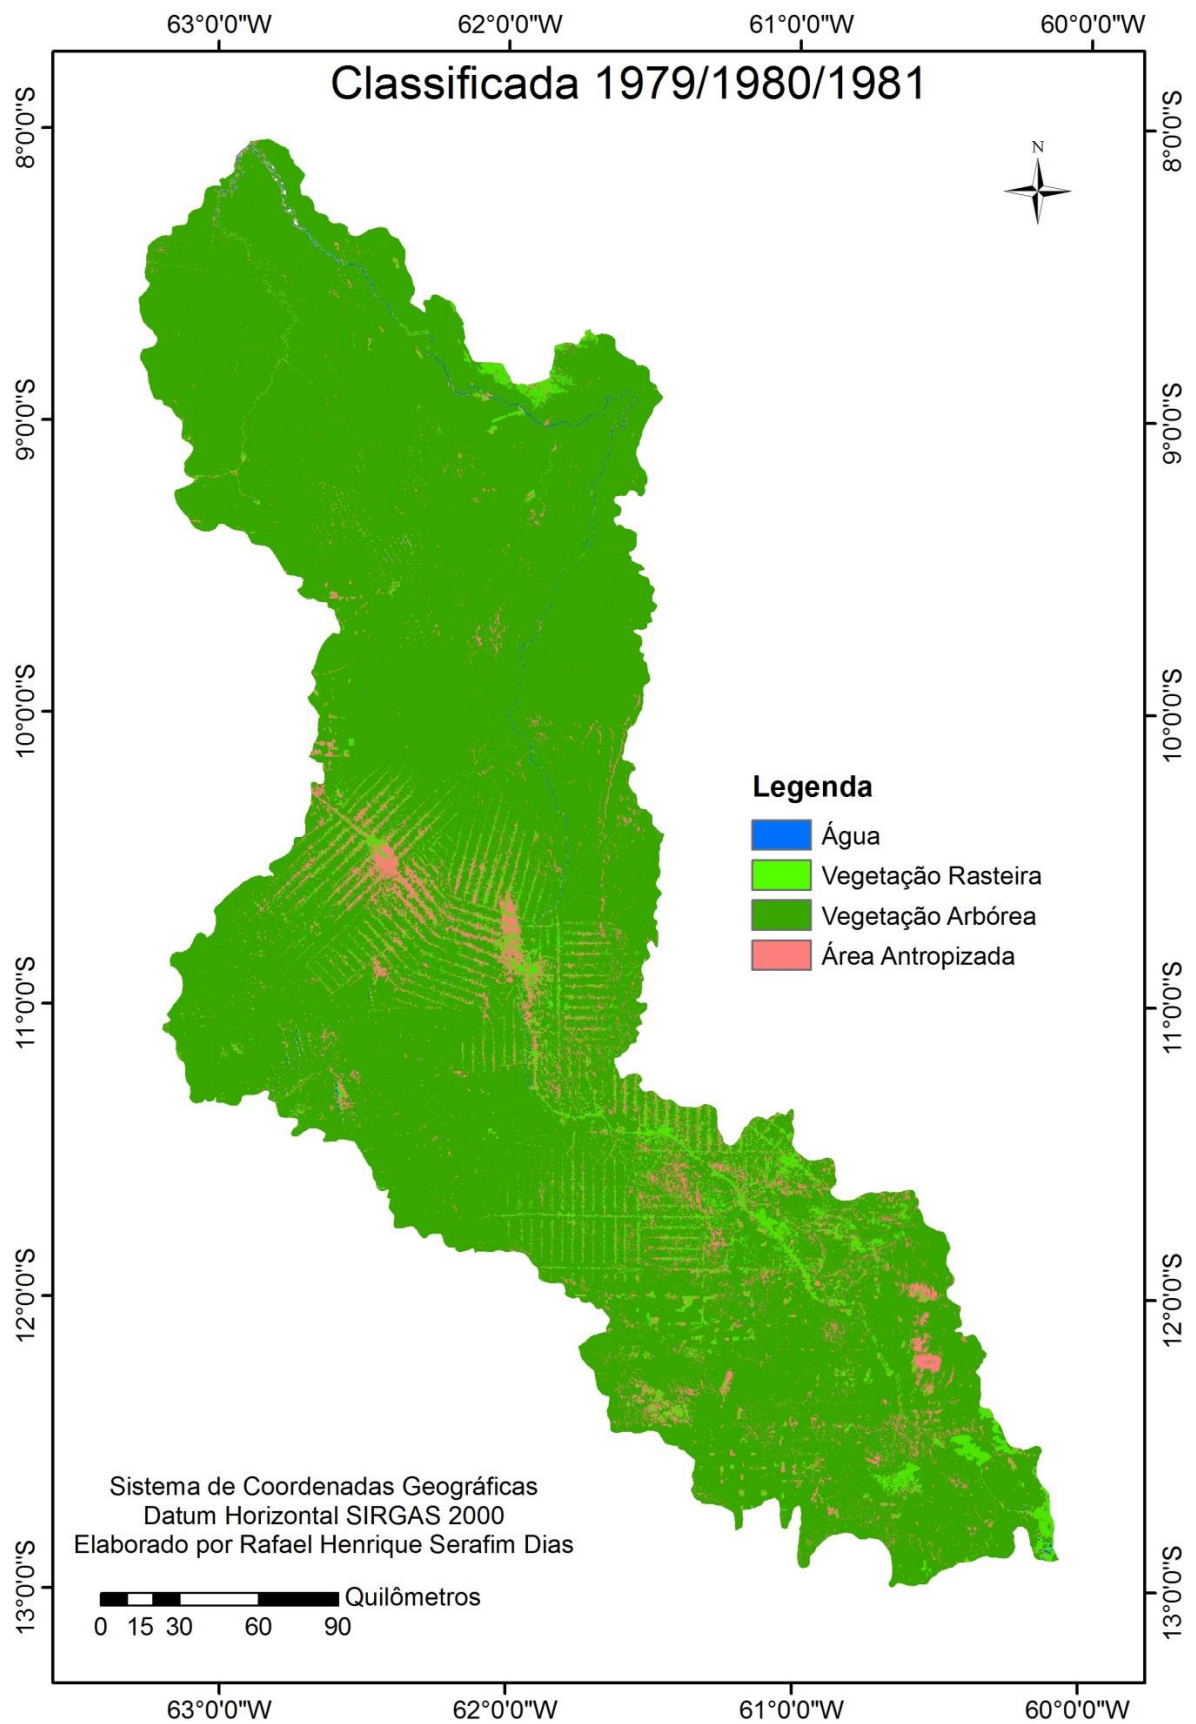 63°0'0"W 62°0'0"W 61°0'0"W 60°0'0"W
Classificada 1979/1980/1981
8°0'0"S
8°0'0"S
N
9°0'0"S
9°0'0"S
10°0'0"S
10°0'0"S
Legenda
Água
Vegetação Rasteira
Vegetação Arbórea
Área Antropizada
11°0'0"S
11°0'0"S
12°0'0"S
12°0'0"S
Sistema de Coordenadas Geográficas
Datum Horizontal SIRGAS 2000
Elaborado por Rafael Henrique Serafim Dias
13°0'0"S
13°0'0"S
Quilômetros
0 15 30 60 90
63°0'0"W 62°0'0"W 61°0'0"W 60°0'0"W